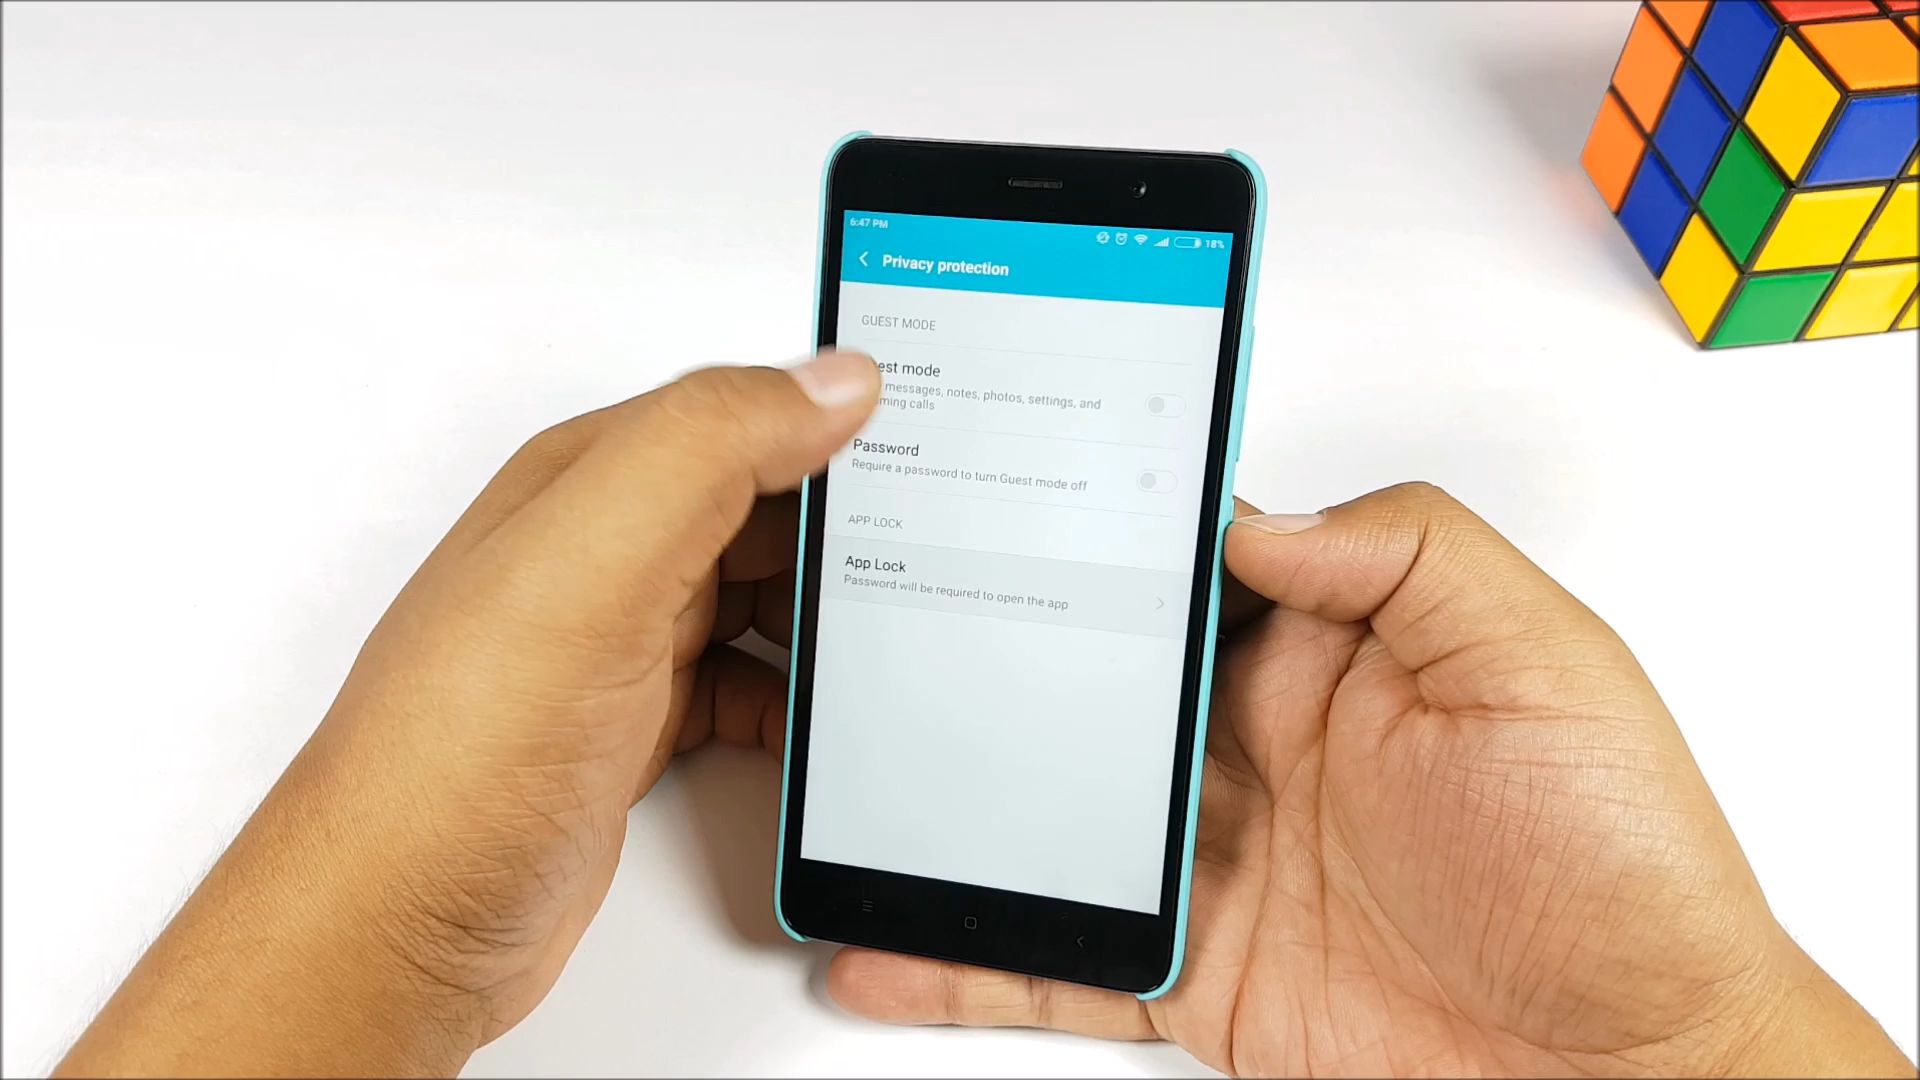 6:47 PM
18%
Privacy protection
GUEST MODE
est mode
messages, notes, photos, settings, and
ming calls
Password
Require a password to turn Guest mode off
APP LOCK
App Lock
Password will be required to open the app